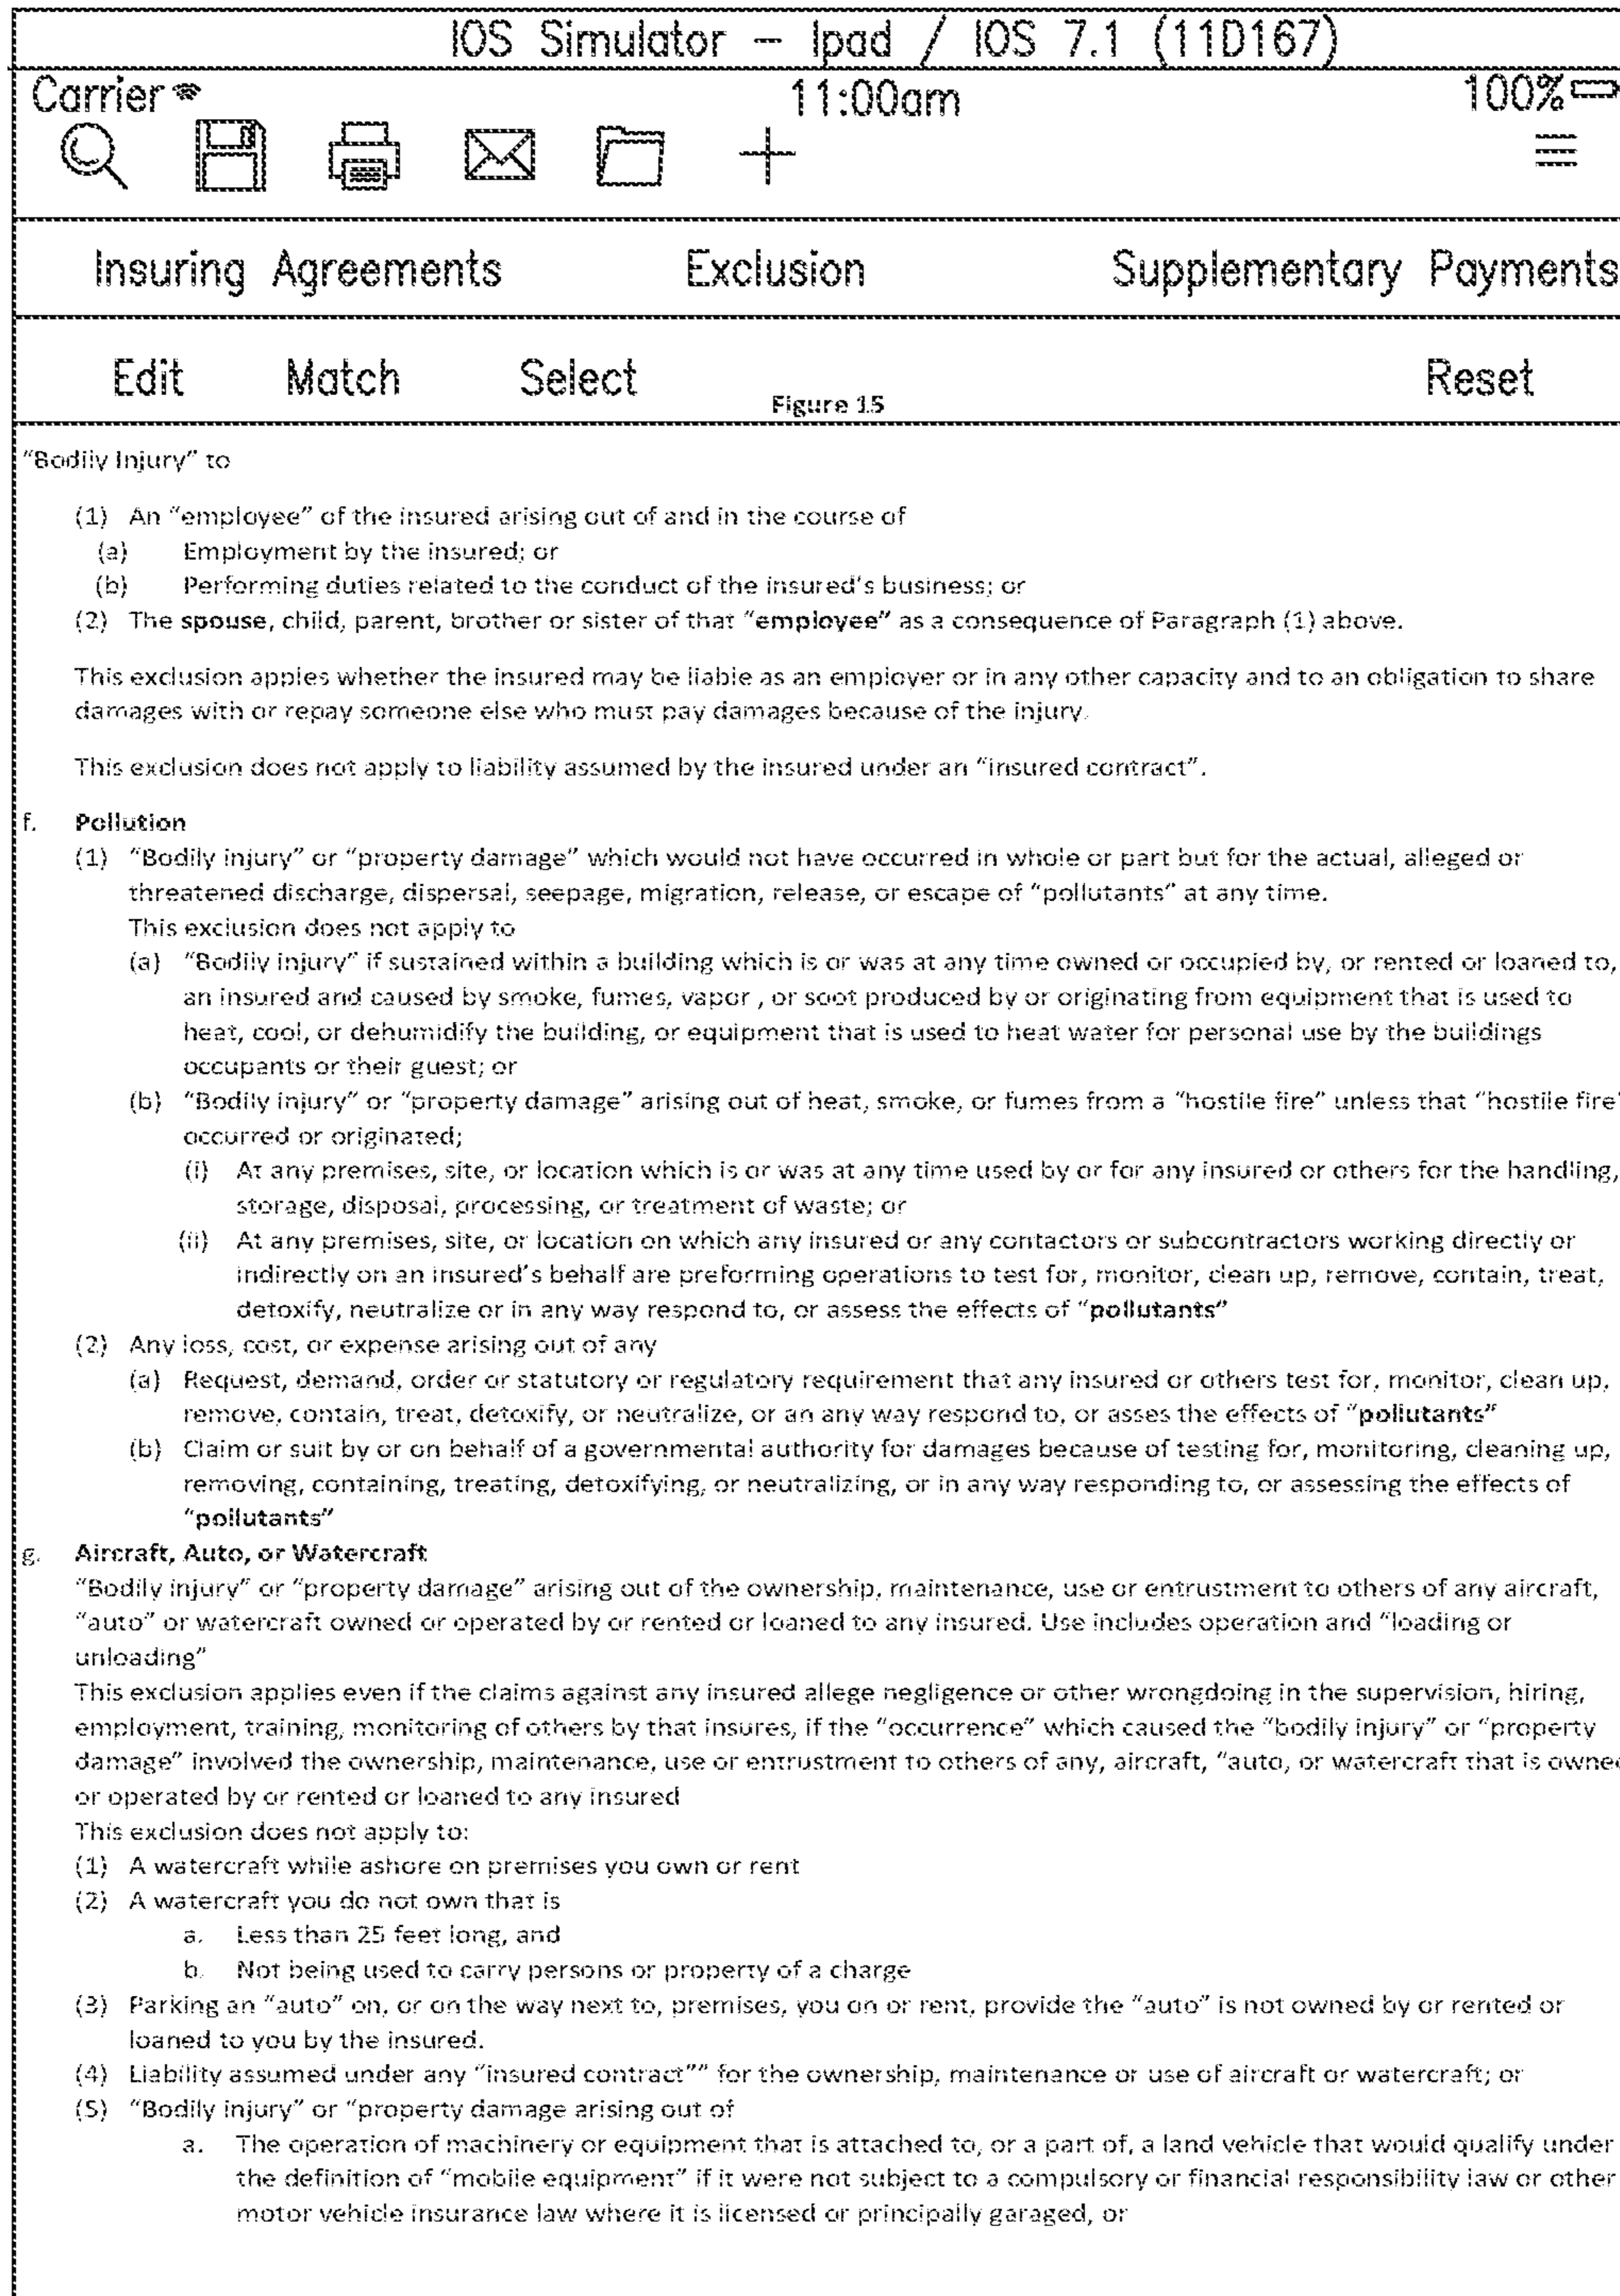 IOS Simulator – Ipad / IOS 7.1 (11D167)
Carrier 11:00am 100%
Insuring Agreements Exclusion Supplementary Payments
Edit Match Select Reset
Figure 15
“Bodily Injury” to
(1) An “employee” of the insured arising out of and in the course of
(a) Employment by the insured; or
(b) Performing duties related to the conduct of the insured’s business; or
(2) The spouse, child, parent, brother or sister of that “employee” as a consequence of Paragraph (1) above.
This exclusion appies whether the insured may be liable as an employer or in any other capacity and to an obligation to share
damages with or repay someone else who must pay damages because of the injury.
This exclusion does not apply to liability assumed by the insured under an “insured contract”.
f. Pollution
(1) “Bodily injury” or “property damage” which would not have occurred in whole or part but for the actual, alleged or
threatened discharge, dispersal, seepage, migration, release, or escape of “pollutants” at any time.
This exclusion does not apply to
(a) “Bodily injury” if sustained within a building which is or was at any time owned or occupied by, or rented or loaned to,
an insured and caused by smoke, fumes, vapor , or soot produced by or originating from equipment that is used to
heat, cool, or dehumidify the building, or equipment that is used to heat water for personal use by the buildings
occupants or their guest; or
(b) “Bodily injury” or “property damage” arising out of heat, smoke, or fumes from a “hostile fire” unless that “hostile fire”
occurred or originated;
(i) At any premises, site, or location which is or was at any time used by or for any insured or others for the handling,
storage, disposal, processing, or treatment of waste; or
(ii) At any premises, site, or location on which any insured or any contactors or subcontractors working directly or
indirectly on an insured’s behalf are preforming operations to test for, monitor, clean up, remove, contain, treat,
detoxify, neutralize or in any way respond to, or assess the effects of “pollutants”
(2) Any loss, cost, or expense arising out of any
(a) Request, demand, order or statutory or regulatory requirement that any insured or others test for, monitor, clean up,
remove, contain, treat, detoxify, or neutralize, or an any way respond to, or asses the effects of “pollutants”
(b) Claim or suit by or on behalf of a governmental authority for damages because of testing for, monitoring, cleaning up,
removing, containing, treating, detoxifying, or neutralizing, or in any way responding to, or assessing the effects of
“pollutants”
g. Aircraft, Auto, or Watercraft
“Bodily injury” or “property damage” arising out of the ownership, maintenance, use or entrustment to others of any aircraft,
“auto” or watercraft owned or operated by or rented or loaned to any insured. Use includes operation and “loading or
unloading”
This exclusion applies even if the claims against any insured allege negligence or other wrongdoing in the supervision, hiring,
employment, training, monitoring of others by that insures, if the “occurrence” which caused the “bodily injury” or “property
damage” involved the ownership, maintenance, use or entrustment to others of any, aircraft, “auto, or watercraft that is owned
or operated by or rented or loaned to any insured
This exclusion does not apply to:
(1) A watercraft while ashore on premises you own or rent
(2) A watercraft you do not own that is
a. Less than 25 feet long, and
b. Not being used to carry persons or property of a charge
(3) Parking an “auto” on, or on the way next to, premises, you on or rent, provide the “auto” is not owned by or rented or
loaned to you by the insured.
(4) Liability assumed under any “insured contract”” for the ownership, maintenance or use of aircraft or watercraft; or
(5) “Bodily injury” or “property damage arising out of
a. The operation of machinery or equipment that is attached to, or a part of, a land vehicle that would qualify under
the definition of “mobile equipment” if it were not subject to a compulsory or financial responsibility law or other
motor vehicle insurance law where it is licensed or principally garaged, or